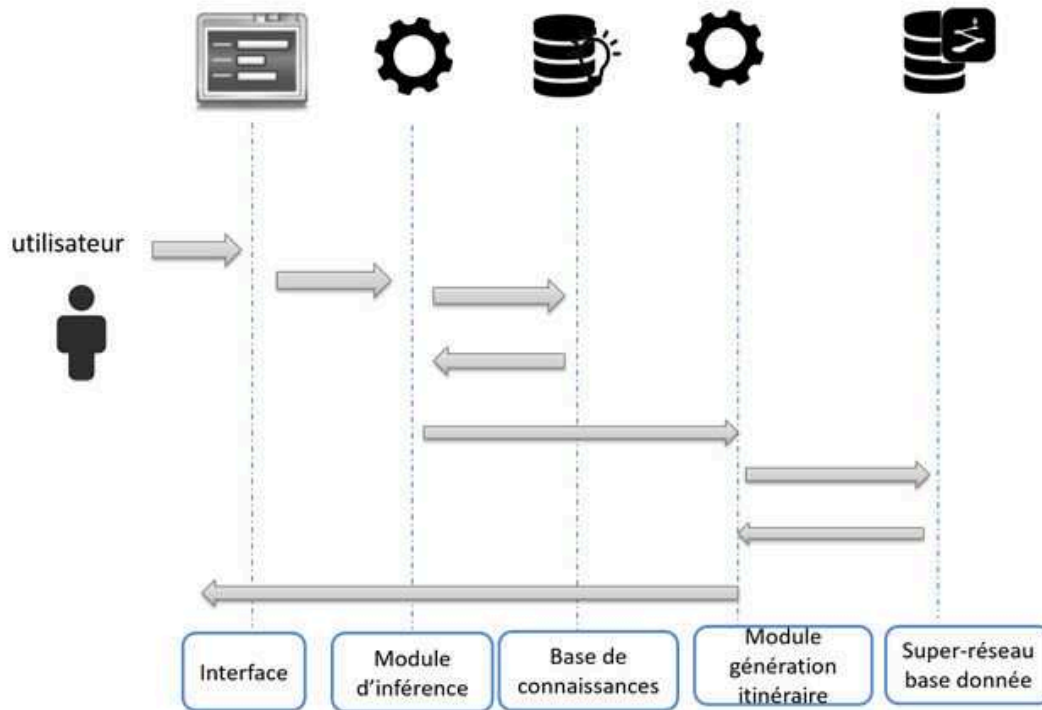 utilisateur
Interface
Module
d'inférence
Base de
connaissances
Module
génération
itinéraire
Super-réseau
base donnée